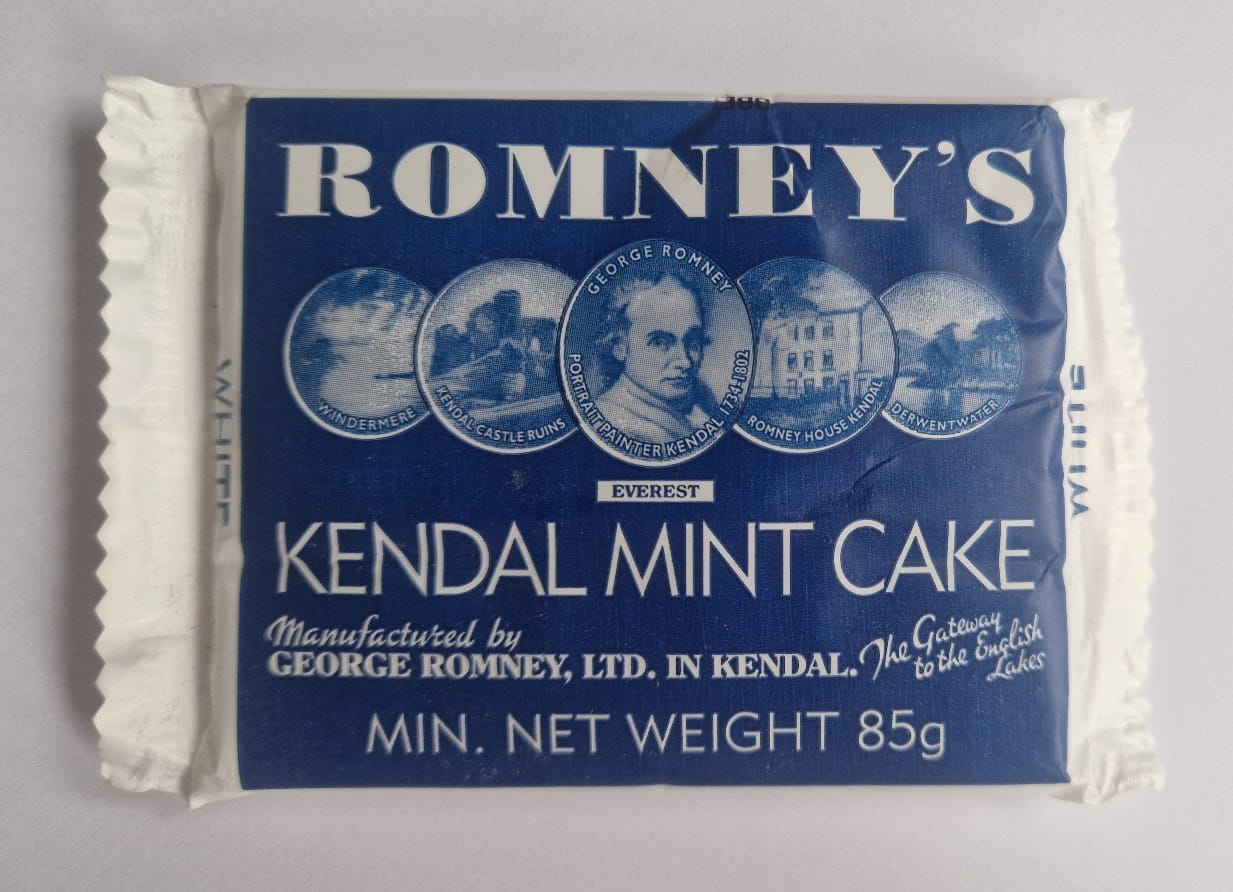 ROMNEY'S
WINDERMERE
KENDAL CASTLE RUINS
GEORGE ROMNEY
PORTRAIT PAINTER KENDAL 1734-1802
ROMNEY HOUSE KENDAL
DERWENTWATER
EVEREST
KENDAL MINT CAKE
Manufactured by
GEORGE ROMNEY, LTD. IN KENDAL.
The Gateway
to the English
Lakes
MIN. NET WEIGHT 85g
WHITE
WHITE